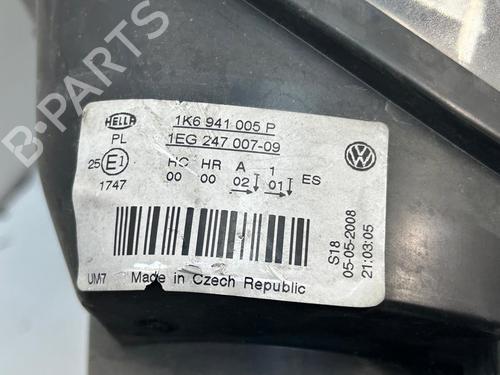 B-PARTS
HELLA
1K6 941 005 P
PL
1EG 247 007-09
25 E1
HC HR A 1 ES
00 00 02 01
1747
UM7 Made in Czech Republic
S18
05-05-2008
21:03:05